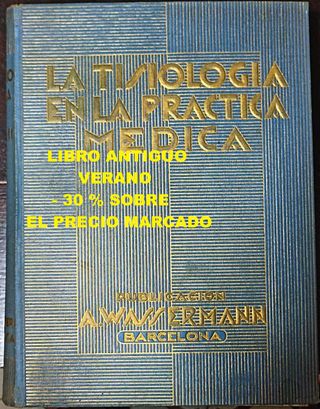 LA TISIOLOGIA
EN LA PRACTICA
MEDICA
LIBRO ANTIGUO
VERANO
- 30 % SOBRE
EL PRECIO MARCADO
PUBLICACION
A. WASSERMANN
BARCELONA